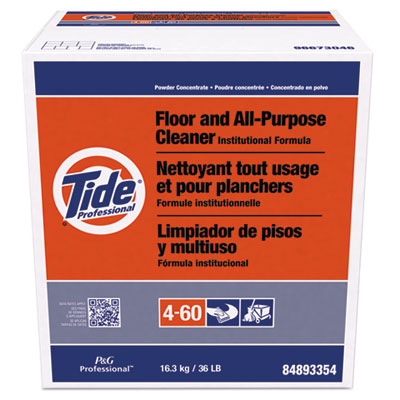 96673046
Powder Concentrate • Poudre concentrée • Concentrado en polvo
Floor and All-Purpose
Cleaner Institutional Formula
Nettoyant tout usage
et pour planchers
Formule institutionnelle
Limpiador de pisos
y multiuso
Fórmula institucional
Tide
Professional
4-60
P&G
Professional™
16.3 kg / 36 LB
84893354